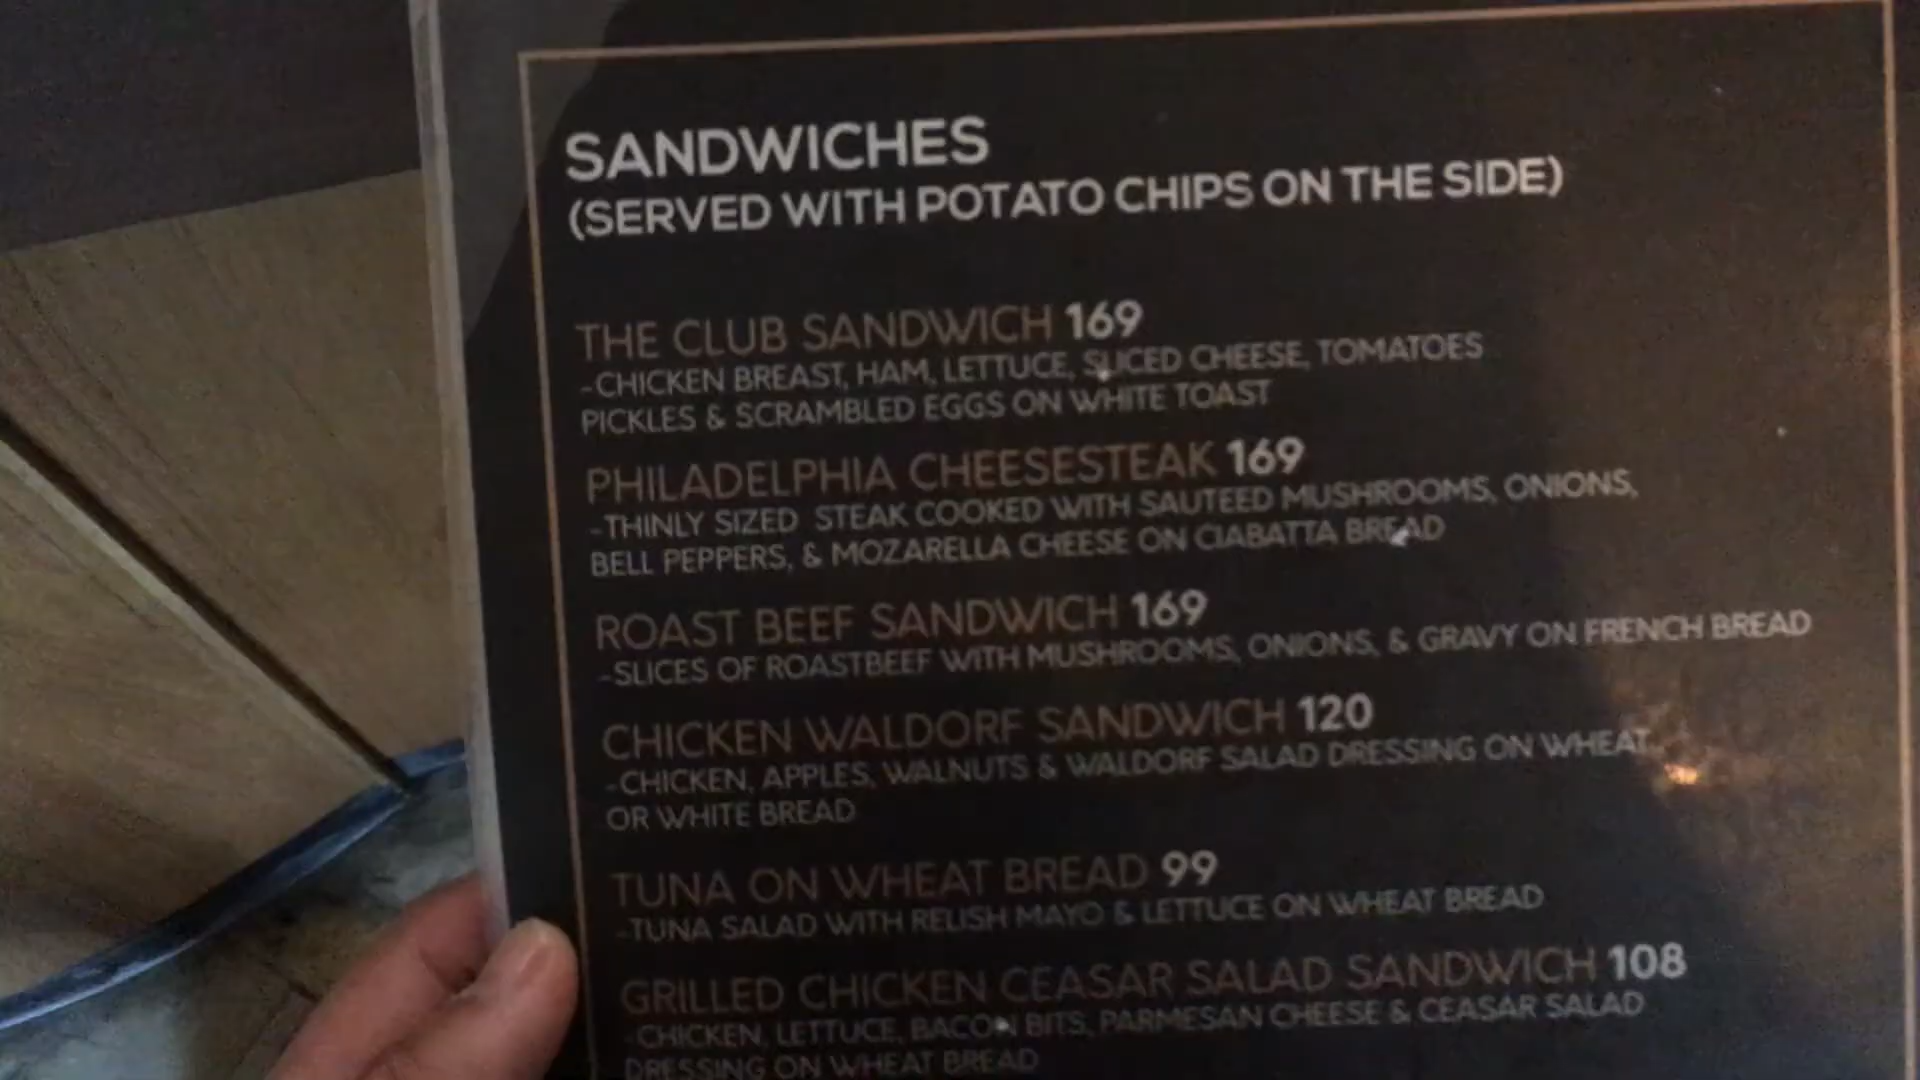 SANDWICHES
(SERVED WITH POTATO CHIPS ON THE SIDE)
THE CLUB SANDWICH 169
-CHICKEN BREAST, HAM, LETTUCE, SLICED CHEESE, TOMATOES
PICKLES & SCRAMBLED EGGS ON WHITE TOAST
PHILADELPHIA CHEESESTEAK 169
-THINLY SIZED STEAK COOKED WITH SAUTEED MUSHROOMS, ONIONS,
BELL PEPPERS, & MOZARELLA CHEESE ON CIABATTA BREAD
ROAST BEEF SANDWICH 169
-SLICES OF ROASTBEEF WITH MUSHROOMS, ONIONS, & GRAVY ON FRENCH BREAD
CHICKEN WALDORF SANDWICH 120
-CHICKEN, APPLES, WALNUTS & WALDORF SALAD DRESSING ON WHEAT
OR WHITE BREAD
TUNA ON WHEAT BREAD 99
-TUNA SALAD WITH RELISH MAYO & LETTUCE ON WHEAT BREAD
GRILLED CHICKEN CEASAR SALAD SANDWICH 108
-CHICKEN, LETTUCE, BACON BITS, PARMESAN CHEESE & CEASAR SALAD
DRESSING ON WHEAT BREAD